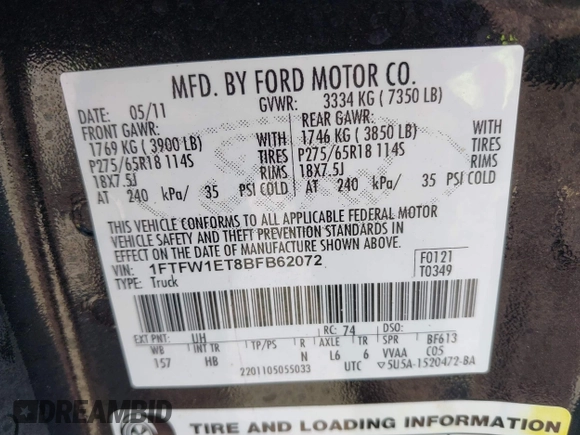 MFD. BY FORD MOTOR CO.
DATE: 05/11 GVWR: 3334 KG ( 7350 LB)
FRONT GAWR: REAR GAWR:
1769 KG ( 3900 LB) WITH 1746 KG ( 3850 LB) WITH
P275/65R18 114S TIRES P275/65R18 114S TIRES
18X7.5J RIMS 18X7.5J RIMS
AT 240 kPa/ 35 PSI COLD AT 240 kPa/ 35 PSI COLD
THIS VEHICLE CONFORMS TO ALL APPLICABLE FEDERAL MOTOR
VEHICLE SAFETY AND THEFT PREVENTION STANDARDS IN
EFFECT ON THE DATE OF MANUFACTURE SHOWN ABOVE.
VIN: 1FTFW1ET8BFB62072 F0121
TYPE: Truck T0349
EXT PNT: UH RC: 74 DSO:
WB INT TR TP/PS R AXLE TR SPR BF613
157 HB N L6 6 VVAA C05
2201105055033 UTC ▽5U5A-1520472-BA
TIRE AND LOADING INFORMATION
DREAMBID